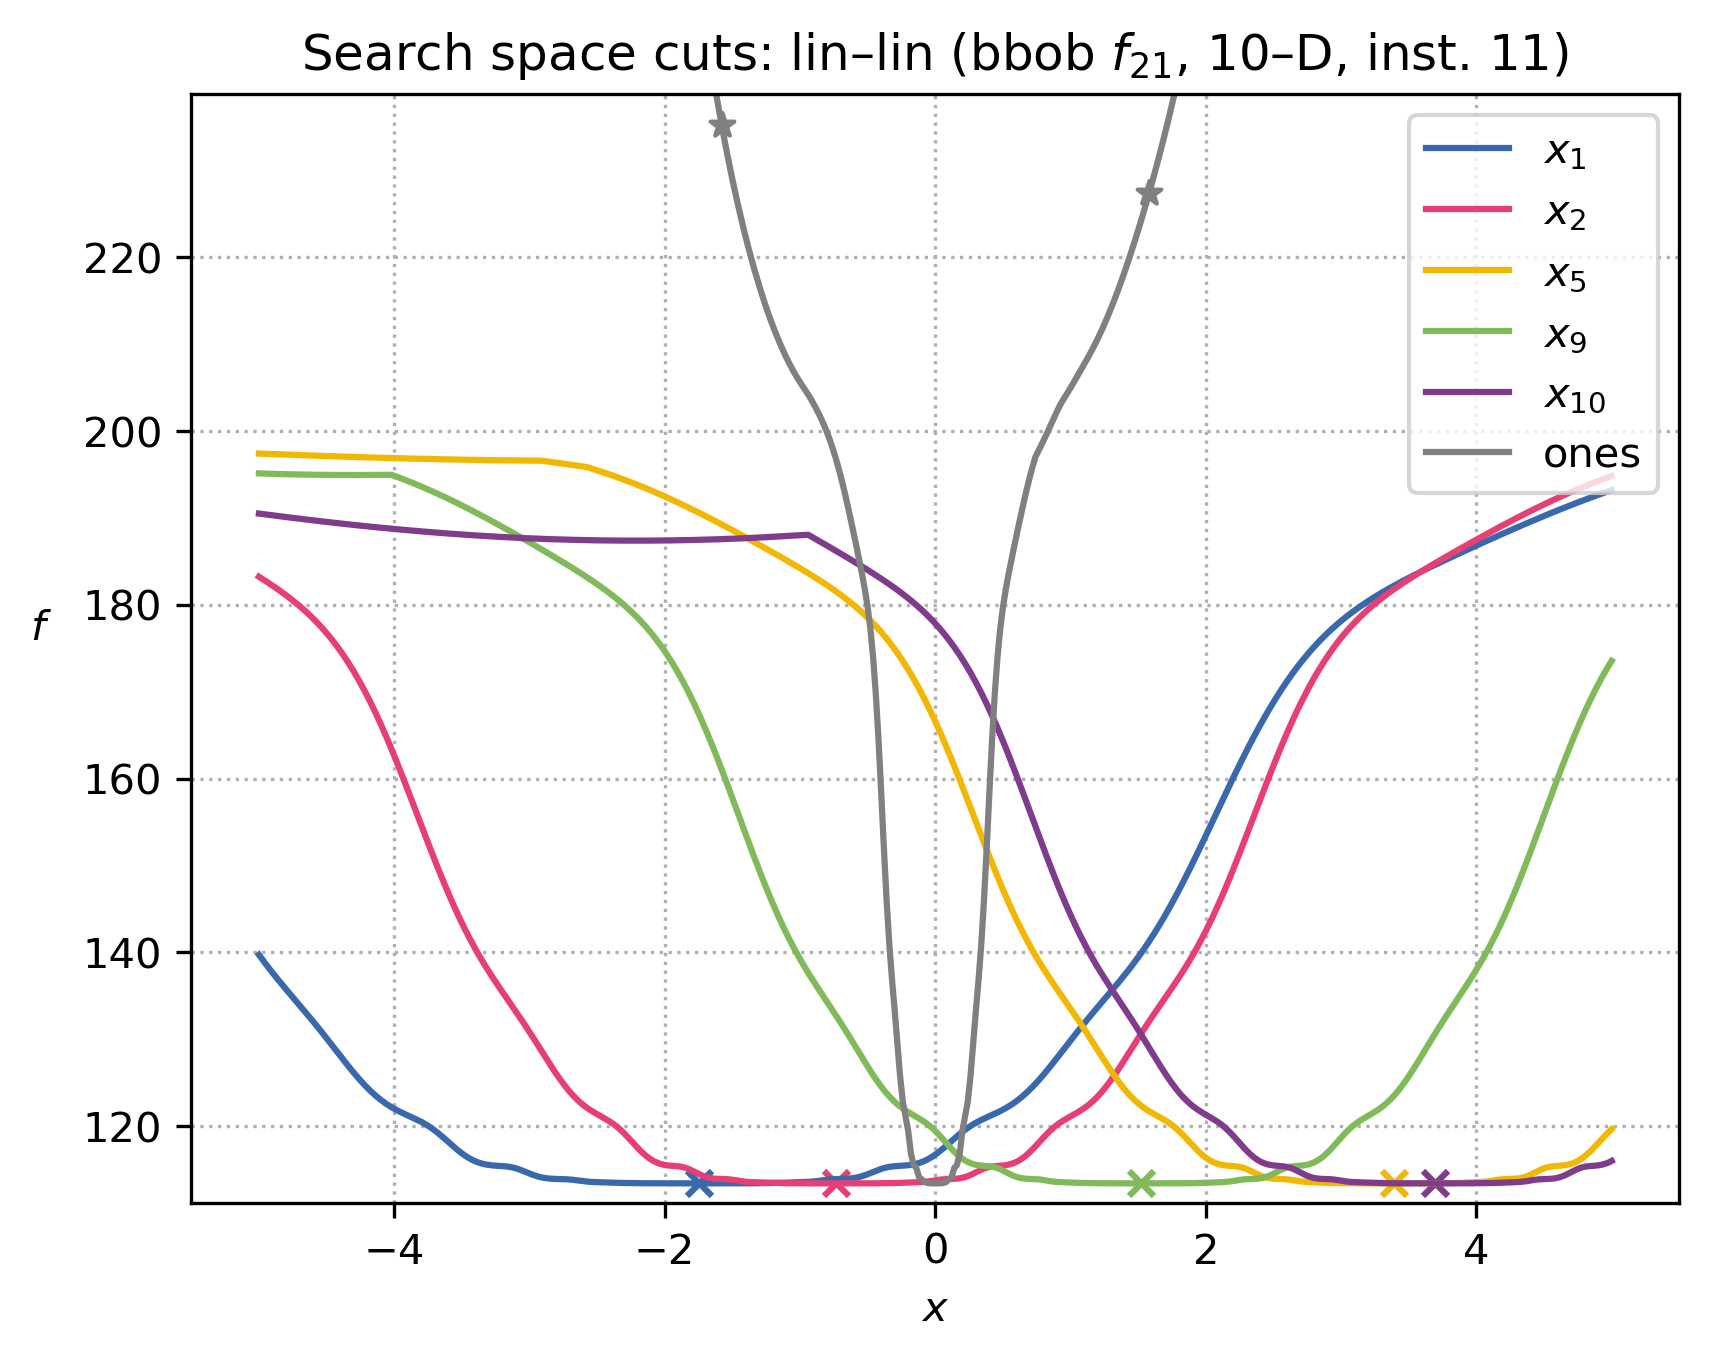 Search space cuts: lin–lin (bbob f₂₁, 10–D, inst. 11)
x₁
x₂
x₅
x₉
x₁₀
ones
220
200
180
160
140
120
f
−4
−2
0
2
4
x